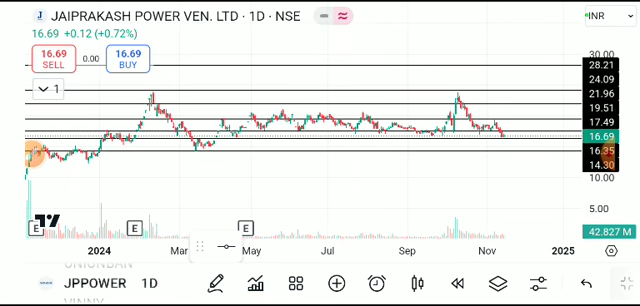 J JAIPRAKASH POWER VEN. LTD · 1D · NSE
INR
16.69 +0.12 (+0.72%)
16.69 SELL 0.00 16.69 BUY
1
30.00
28.21
24.09
21.96
19.51
17.49
16.69
16.35
14.30
10.00
5.00
42.827 M
E E E
2024 Mar May Jul Sep Nov 2025
UNIONBAN
JPPOWER 1D
VINNY